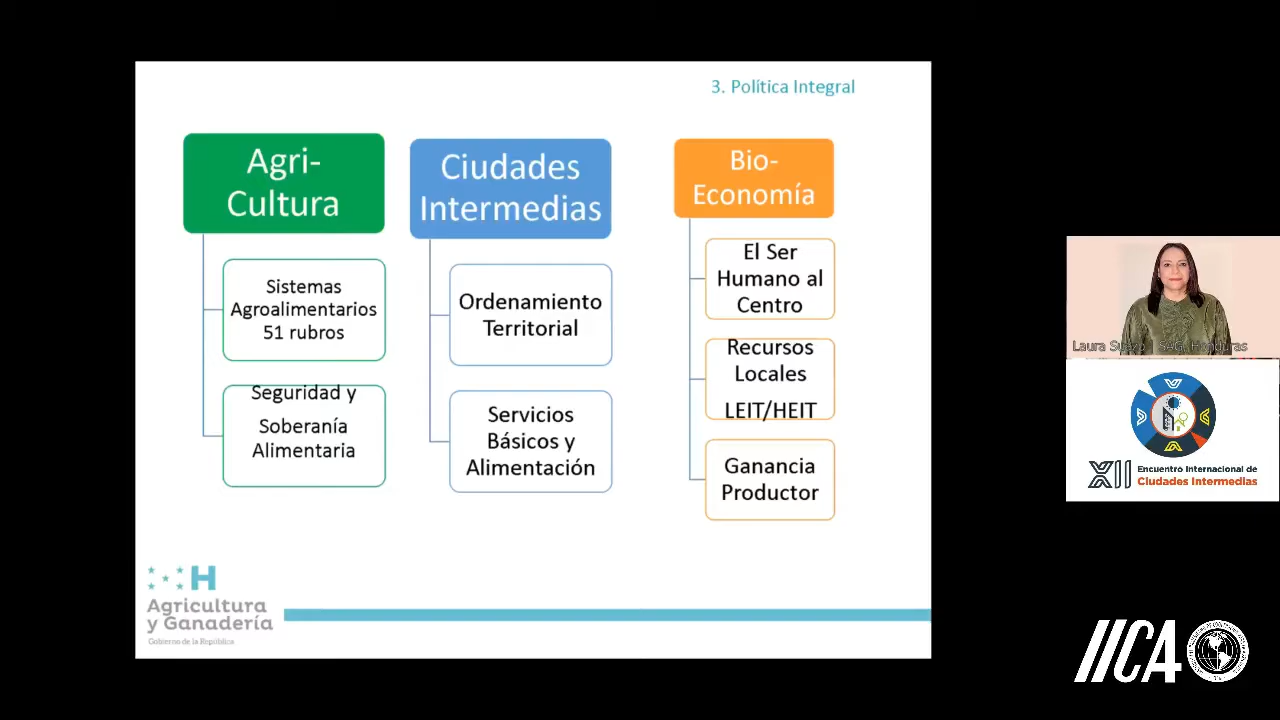 3. Política Integral
Agri-
Cultura
Sistemas
Agroalimentarios
51 rubros
Seguridad y
Soberanía
Alimentaria
Ciudades
Intermedias
Ordenamiento
Territorial
Servicios
Básicos y
Alimentación
Bio-
Economía
El Ser
Humano al
Centro
Recursos
Locales
LEIT/HEIT
Ganancia
Productor
H
Agricultura
y Ganadería
Gobierno de la República
Laura Suazo SAG, Honduras
XII
Encuentro Internacional de
Ciudades Intermedias
IICA